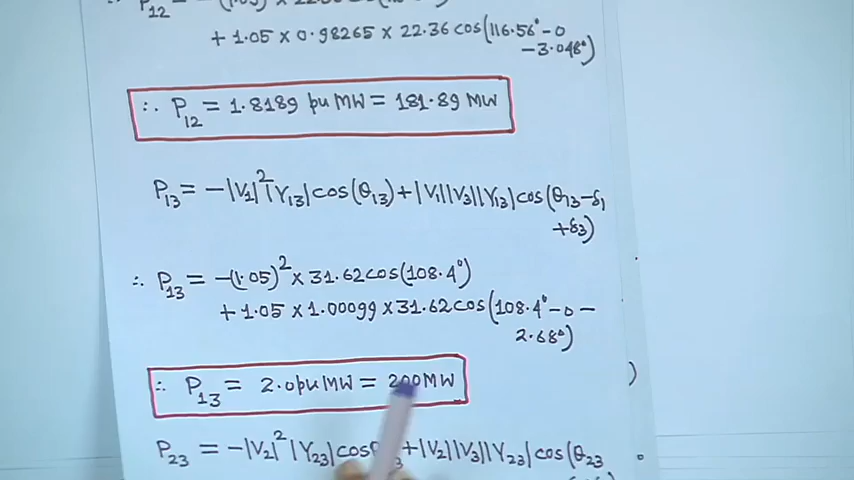 ∴ P12 =
+ 1.05 × 0.98265 × 22.36 cos(116.56° - 0
- 3.048°)
∴ P12 = 1.8189 pu MW = 181.89 MW
P13 = -|V1|² |Y13| cos(θ13) + |V1||V3||Y13| cos(θ13 - δ1
+ δ3)
∴ P13 = -(1.05)² × 31.62 cos(108.4°)
+ 1.05 × 1.00099 × 31.62 cos(108.4° - 0 -
2.68°)
∴ P13 = 2.0 pu MW = 200 MW
P23 = -|V2|² |Y23| cos + |V2||V3||Y23| cos(θ23